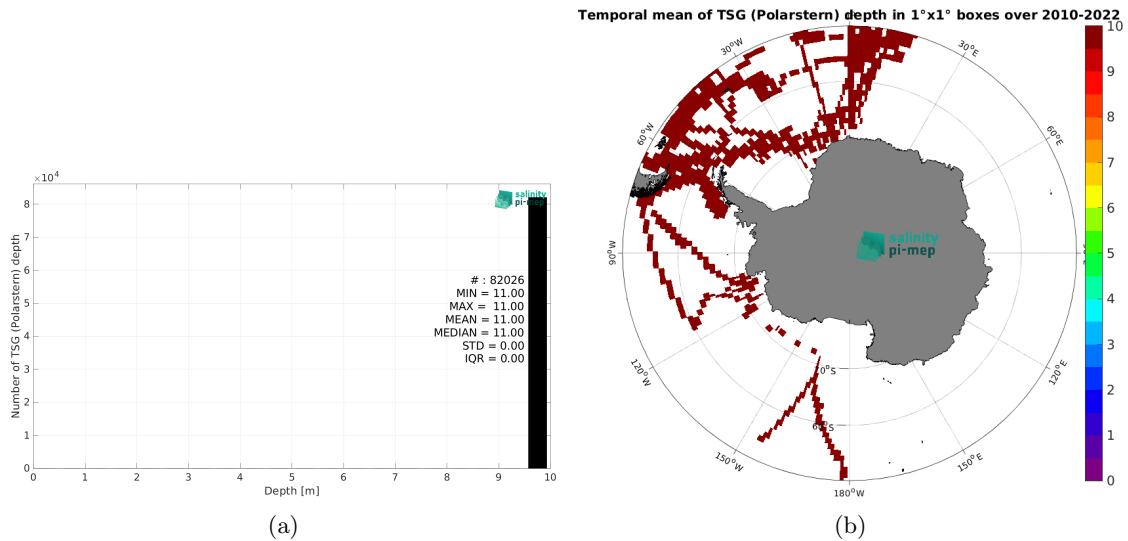 Temporal mean of TSG (Polarstern) depth in 1°x1° boxes over 2010-2022
×10⁴
8
7
6
5
4
3
2
1
0
Number of TSG (Polarstern) depth
salinity
pi-mep
# : 82026
MIN = 11.00
MAX = 11.00
MEAN = 11.00
MEDIAN = 11.00
STD = 0.00
IQR = 0.00
0 1 2 3 4 5 6 7 8 9 10
Depth [m]
(a)
30°W
30°E
60°W
60°E
90°W
salinity
pi-mep
120°W
120°E
70°S
60°S
150°W
150°E
180°W
10
9
8
7
6
5
4
3
2
1
0
(b)